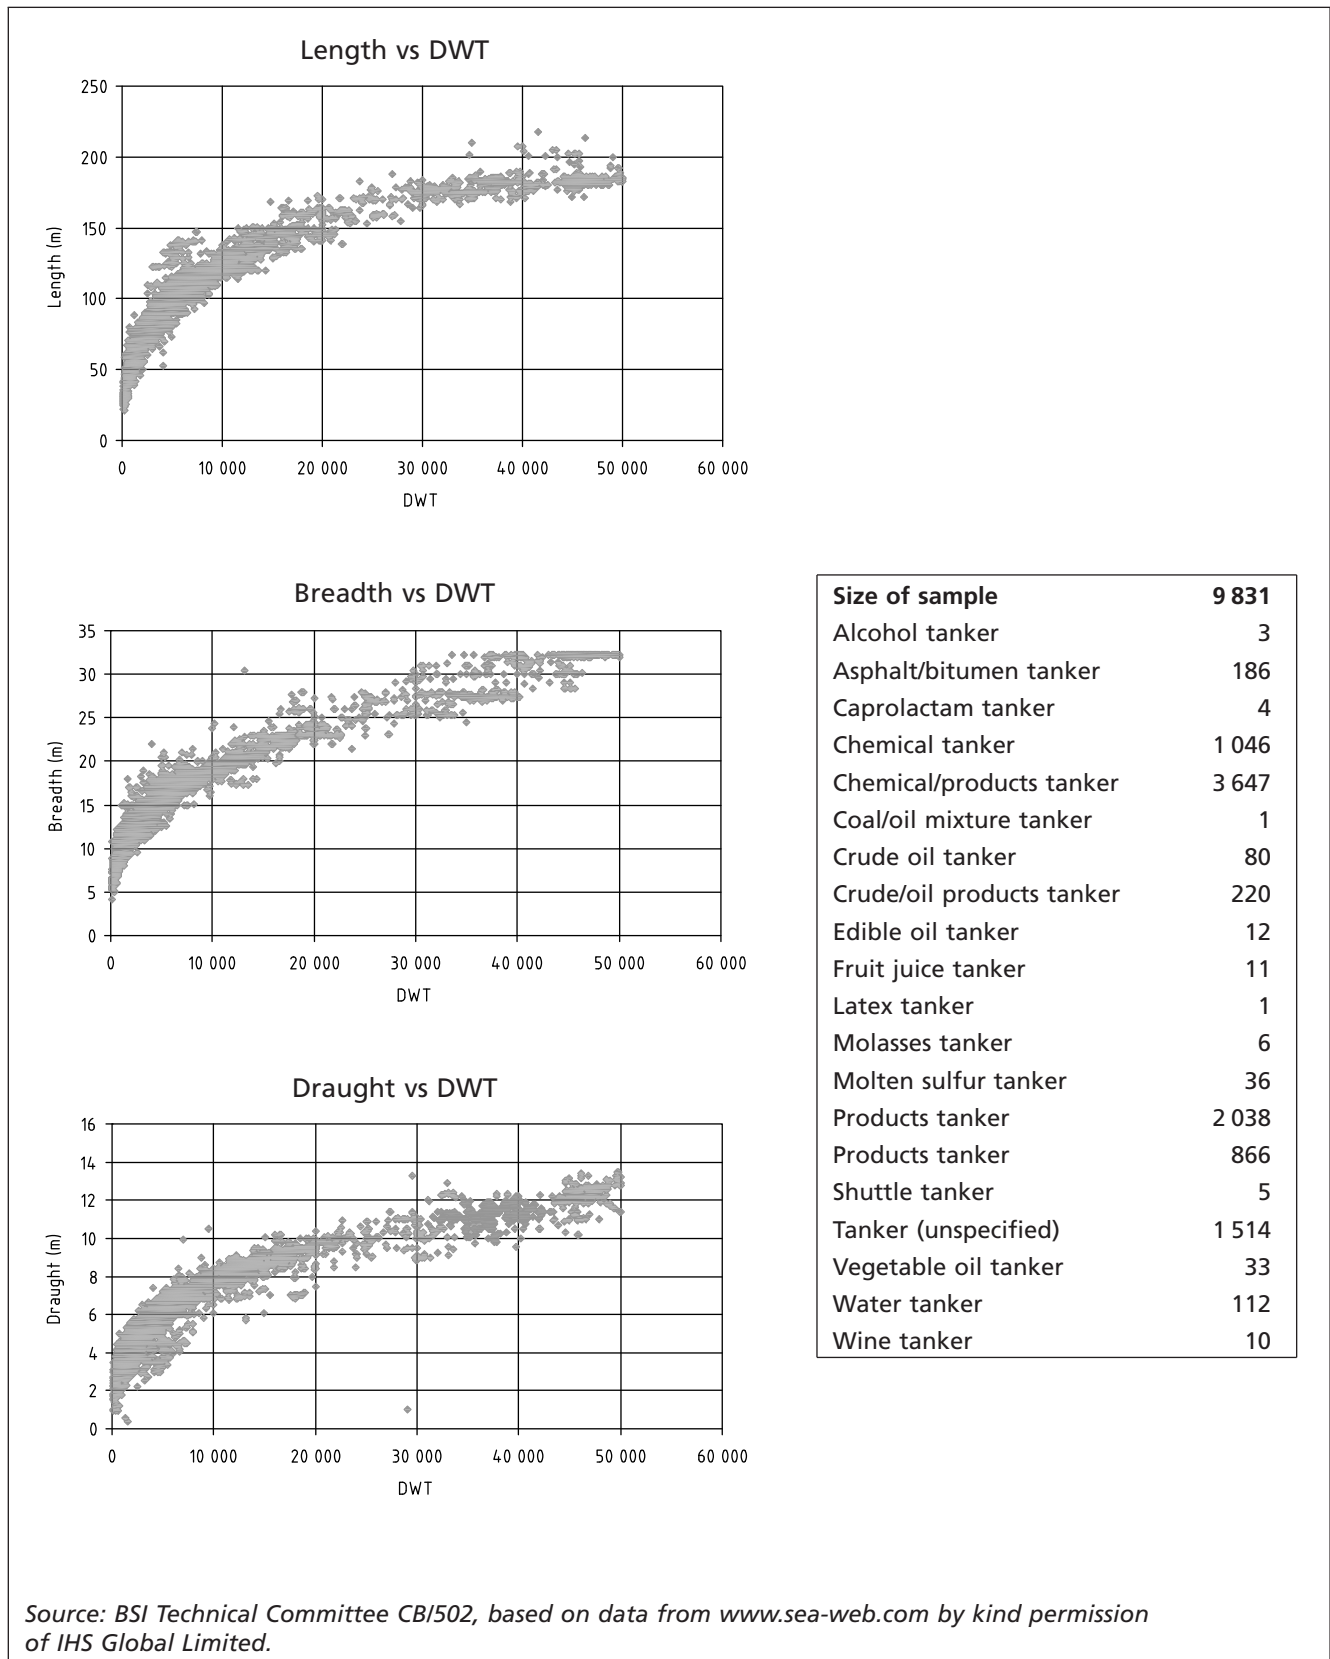 Length vs DWT
250
200
150
100
50
0
Length (m)
0 10 000 20 000 30 000 40 000 50 000 60 000
DWT
Breadth vs DWT
35
30
25
20
15
10
5
0
Breadth (m)
0 10 000 20 000 30 000 40 000 50 000 60 000
DWT
Draught vs DWT
16
14
12
10
8
6
4
2
0
Draught (m)
0 10 000 20 000 30 000 40 000 50 000 60 000
DWT
Size of sample 9 831
Alcohol tanker 3
Asphalt/bitumen tanker 186
Caprolactam tanker 4
Chemical tanker 1 046
Chemical/products tanker 3 647
Coal/oil mixture tanker 1
Crude oil tanker 80
Crude/oil products tanker 220
Edible oil tanker 12
Fruit juice tanker 11
Latex tanker 1
Molasses tanker 6
Molten sulfur tanker 36
Products tanker 2 038
Products tanker 866
Shuttle tanker 5
Tanker (unspecified) 1 514
Vegetable oil tanker 33
Water tanker 112
Wine tanker 10
Source: BSI Technical Committee CB/502, based on data from www.sea-web.com by kind permission
of IHS Global Limited.